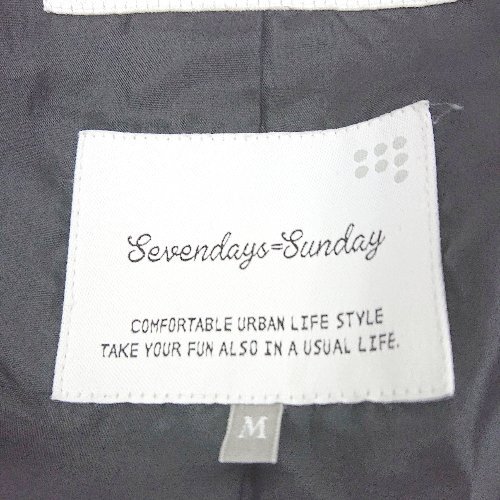 Sevendays=Sunday
COMFORTABLE URBAN LIFE STYLE
TAKE YOUR FUN ALSO IN A USUAL LIFE.
M